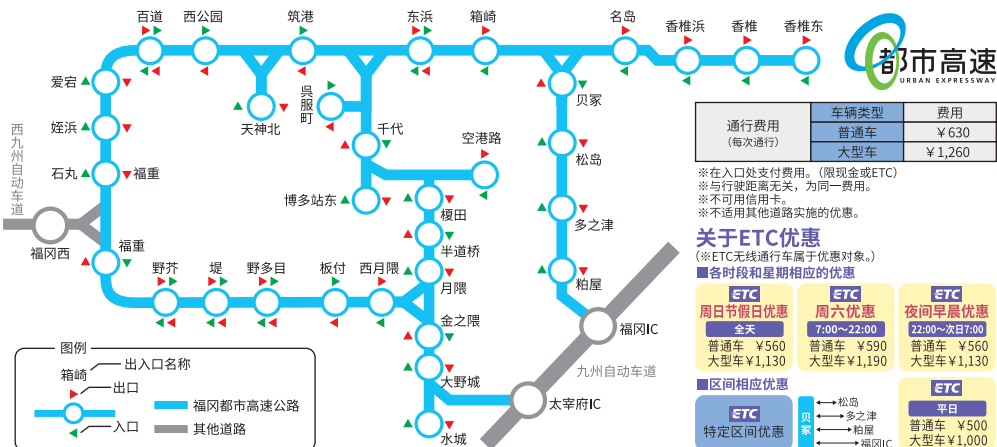 百道
西公园
筑港
东浜
箱崎
名岛
香椎浜
香椎
香椎东
都市高速
URBAN EXPRESSWAY
爱宕
姪浜
石丸
福重
西九州自动车道
福冈西
福重
天神北
呉服町
千代
博多站东
空港路
榎田
半道桥
月隈
金之隈
大野城
水城
贝冢
松岛
多之津
粕屋
福冈IC
九州自动车道
太宰府IC
野芥
堤
野多目
板付
西月隈
图例
箱崎
出入口名称
出口
入口
福冈都市高速公路
其他道路
通行费用
（每次通行）
车辆类型 费用
普通车 ￥630
大型车 ￥1,260
※在入口处支付费用。（限现金或ETC）
※与行驶距离无关，为同一费用。
※不可用信用卡。
※不适用其他道路实施的优惠。
关于ETC优惠
（※ETC无线通行车属于优惠对象。）
■各时段和星期相应的优惠
ETC
周日节假日优惠
全天
普通车 ￥560
大型车￥1,130
ETC
周六优惠
7:00～22:00
普通车 ￥590
大型车￥1,190
ETC
夜间早晨优惠
22:00～次日7:00
普通车 ￥560
大型车￥1,130
■区间相应优惠
ETC
特定区间优惠
贝冢
松岛
多之津
粕屋
福冈IC
ETC
平日
普通车 ￥500
大型车￥1,000